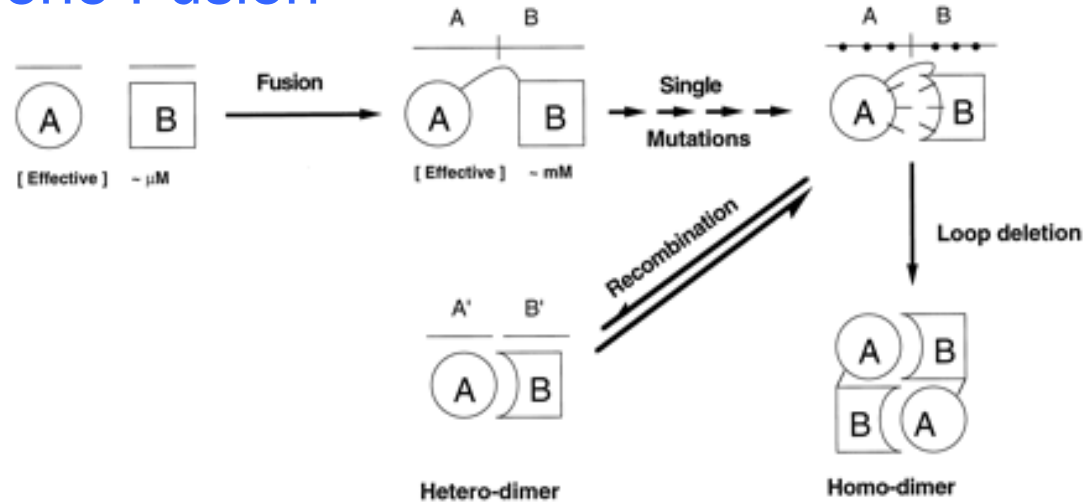 A B
A B
A B
Fusion
A B
Single
Mutations
A B
[ Effective ] ~ μM
[ Effective ] ~ mM
Recombination
Loop deletion
A' B'
A B
A B
B A
Hetero-dimer
Homo-dimer